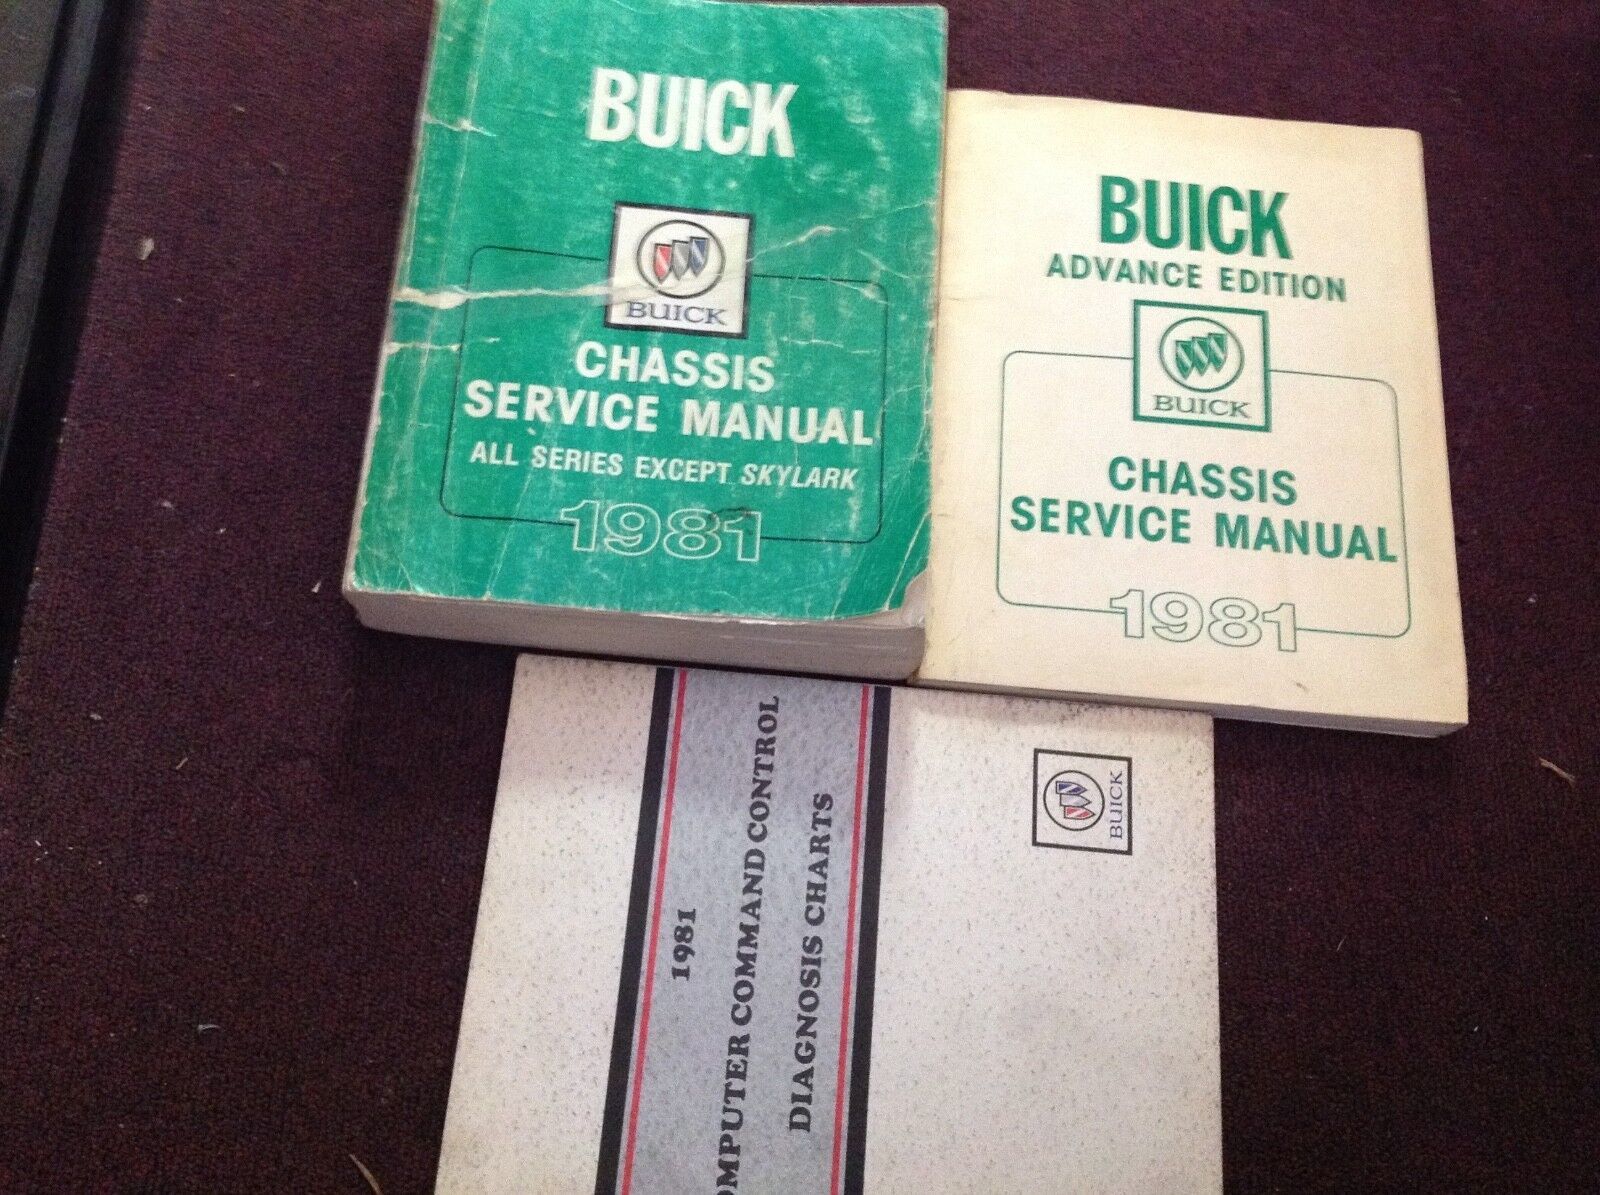 BUICK
BUICK
CHASSIS
SERVICE MANUAL
ALL SERIES EXCEPT SKYLARK
1981
BUICK
ADVANCE EDITION
BUICK
CHASSIS
SERVICE MANUAL
1981
1981
OMPUTER COMMAND CONTROL
DIAGNOSIS CHARTS
BUICK